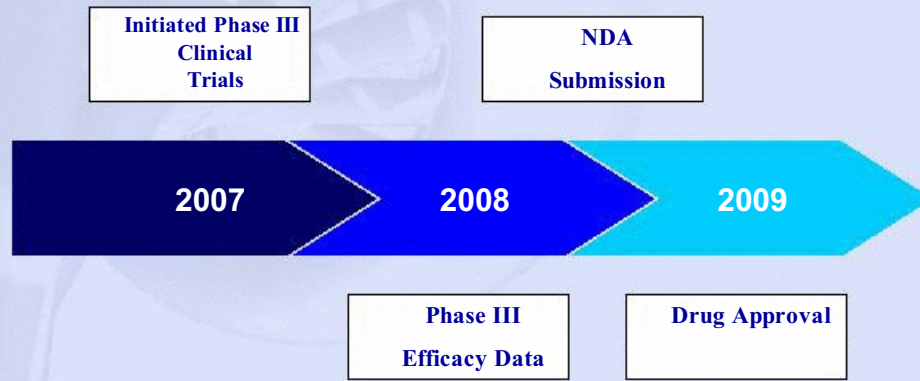 Initiated Phase III
Clinical
Trials
NDA
Submission
2007
2008
2009
Phase III
Efficacy Data
Drug Approval